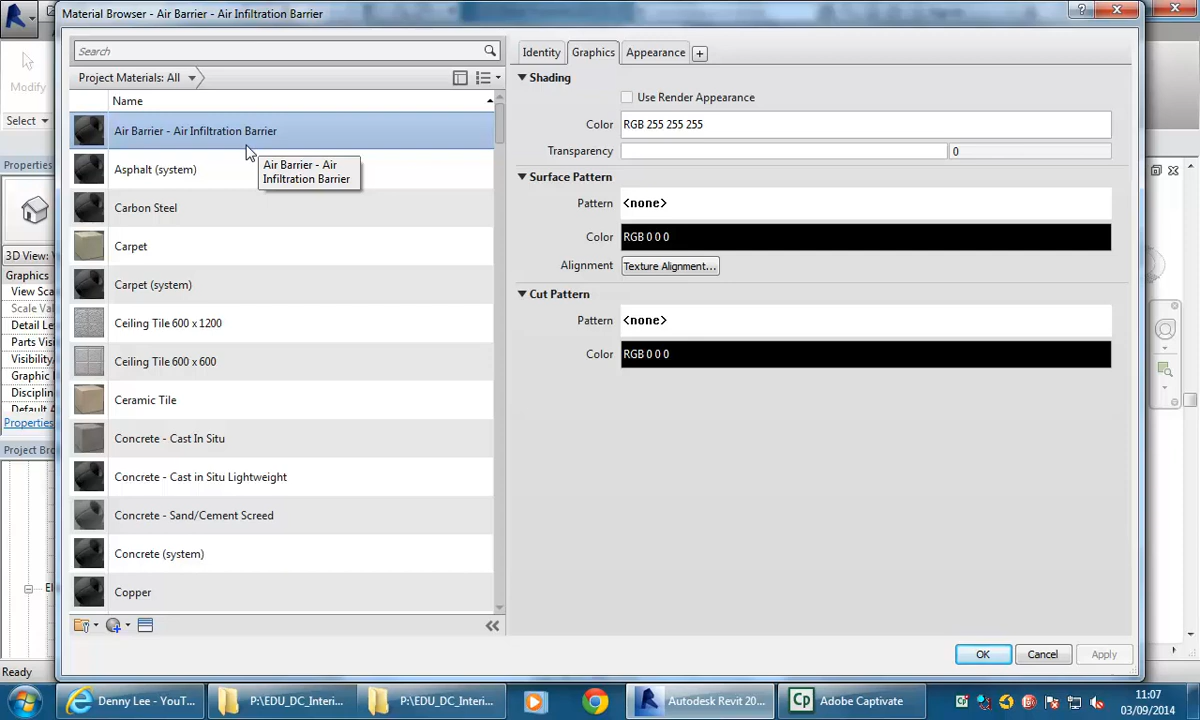 Material Browser - Air Barrier - Air Infiltration Barrier
?
Modify
Select
Properties
3D View:
Graphics
View Sca
Scale Val
Detail Le
Parts Visi
Visibility/
Graphic
Disciplin
Default A
Properties
Project Bro
El
Ready
Search
Project Materials: All
Name
Air Barrier - Air Infiltration Barrier
Air Barrier - Air
Infiltration Barrier
Asphalt (system)
Carbon Steel
Carpet
Carpet (system)
Ceiling Tile 600 x 1200
Ceiling Tile 600 x 600
Ceramic Tile
Concrete - Cast In Situ
Concrete - Cast in Situ Lightweight
Concrete - Sand/Cement Screed
Concrete (system)
Copper
Identity
Graphics
Appearance
+
Shading
Use Render Appearance
Color RGB 255 255 255
Transparency 0
Surface Pattern
Pattern <none>
Color RGB 0 0 0
Alignment Texture Alignment...
Cut Pattern
Pattern <none>
Color RGB 0 0 0
OK
Cancel
Apply
Denny Lee - YouT...
P:\EDU_DC_Interi...
P:\EDU_DC_Interi...
Autodesk Revit 20...
Cp Adobe Captivate
11:07
03/09/2014